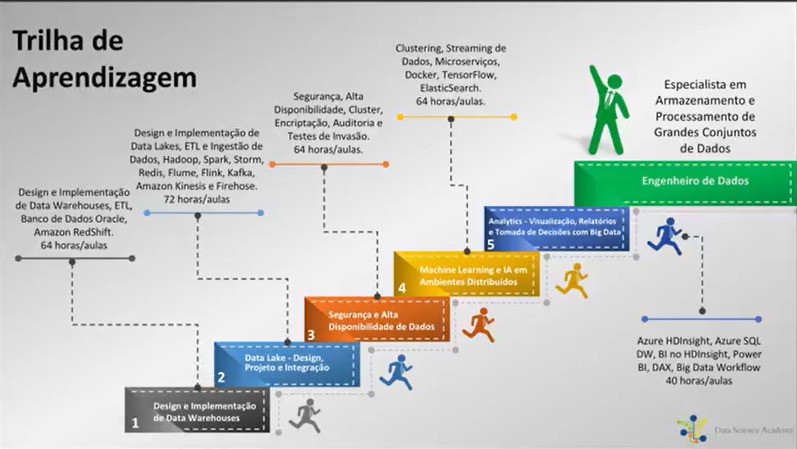 Trilha de
Aprendizagem
Design e Implementação
de Data Warehouses, ETL,
Banco de Dados Oracle,
Amazon RedShift.
64 horas/aulas
Design e Implementação de
Data Lakes, ETL e Ingestão de
Dados, Hadoop, Spark, Storm,
Redis, Flume, Flink, Kafka,
Amazon Kinesis e Firehose.
72 horas/aulas
Segurança, Alta
Disponibilidade, Cluster,
Encriptação, Auditoria e
Testes de Invasão.
64 horas/aulas.
Clustering, Streaming de
Dados, Microserviços,
Docker, TensorFlow,
ElasticSearch.
64 horas/aulas.
Especialista em
Armazenamento e
Processamento de
Grandes Conjuntos
de Dados
Engenheiro de Dados
5
Analytics - Visualização, Relatórios
e Tomada de Decisões com Big Data
4
Machine Learning e IA em
Ambientes Distribuídos
3
Segurança e Alta
Disponibilidade de Dados
2
Data Lake - Design,
Projeto e Integração
1
Design e Implementação
de Data Warehouses
Azure HDInsight, Azure SQL
DW, BI no HDInsight, Power
BI, DAX, Big Data Workflow
40 horas/aulas
Data Science Academy